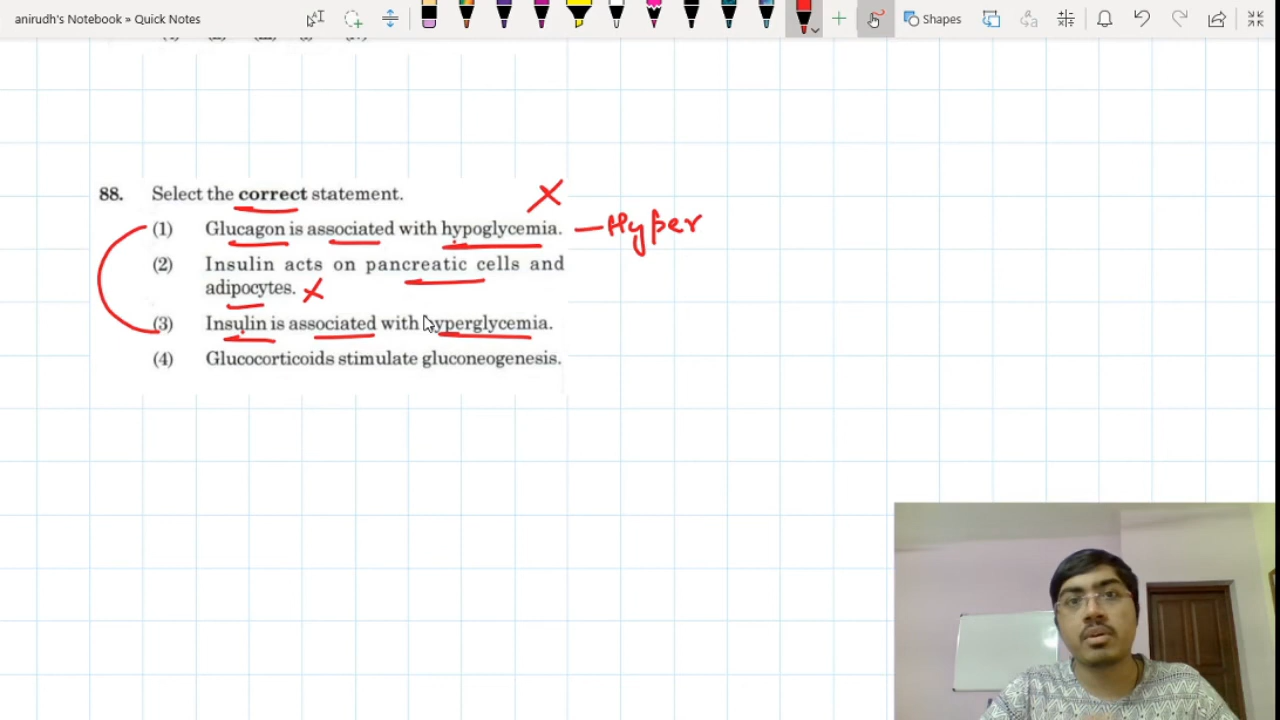 anirudh's Notebook » Quick Notes
Shapes
88. Select the correct statement.
(1) Glucagon is associated with hypoglycemia. — Hyper
(2) Insulin acts on pancreatic cells and
adipocytes.
(3) Insulin is associated with hyperglycemia.
(4) Glucocorticoids stimulate gluconeogenesis.